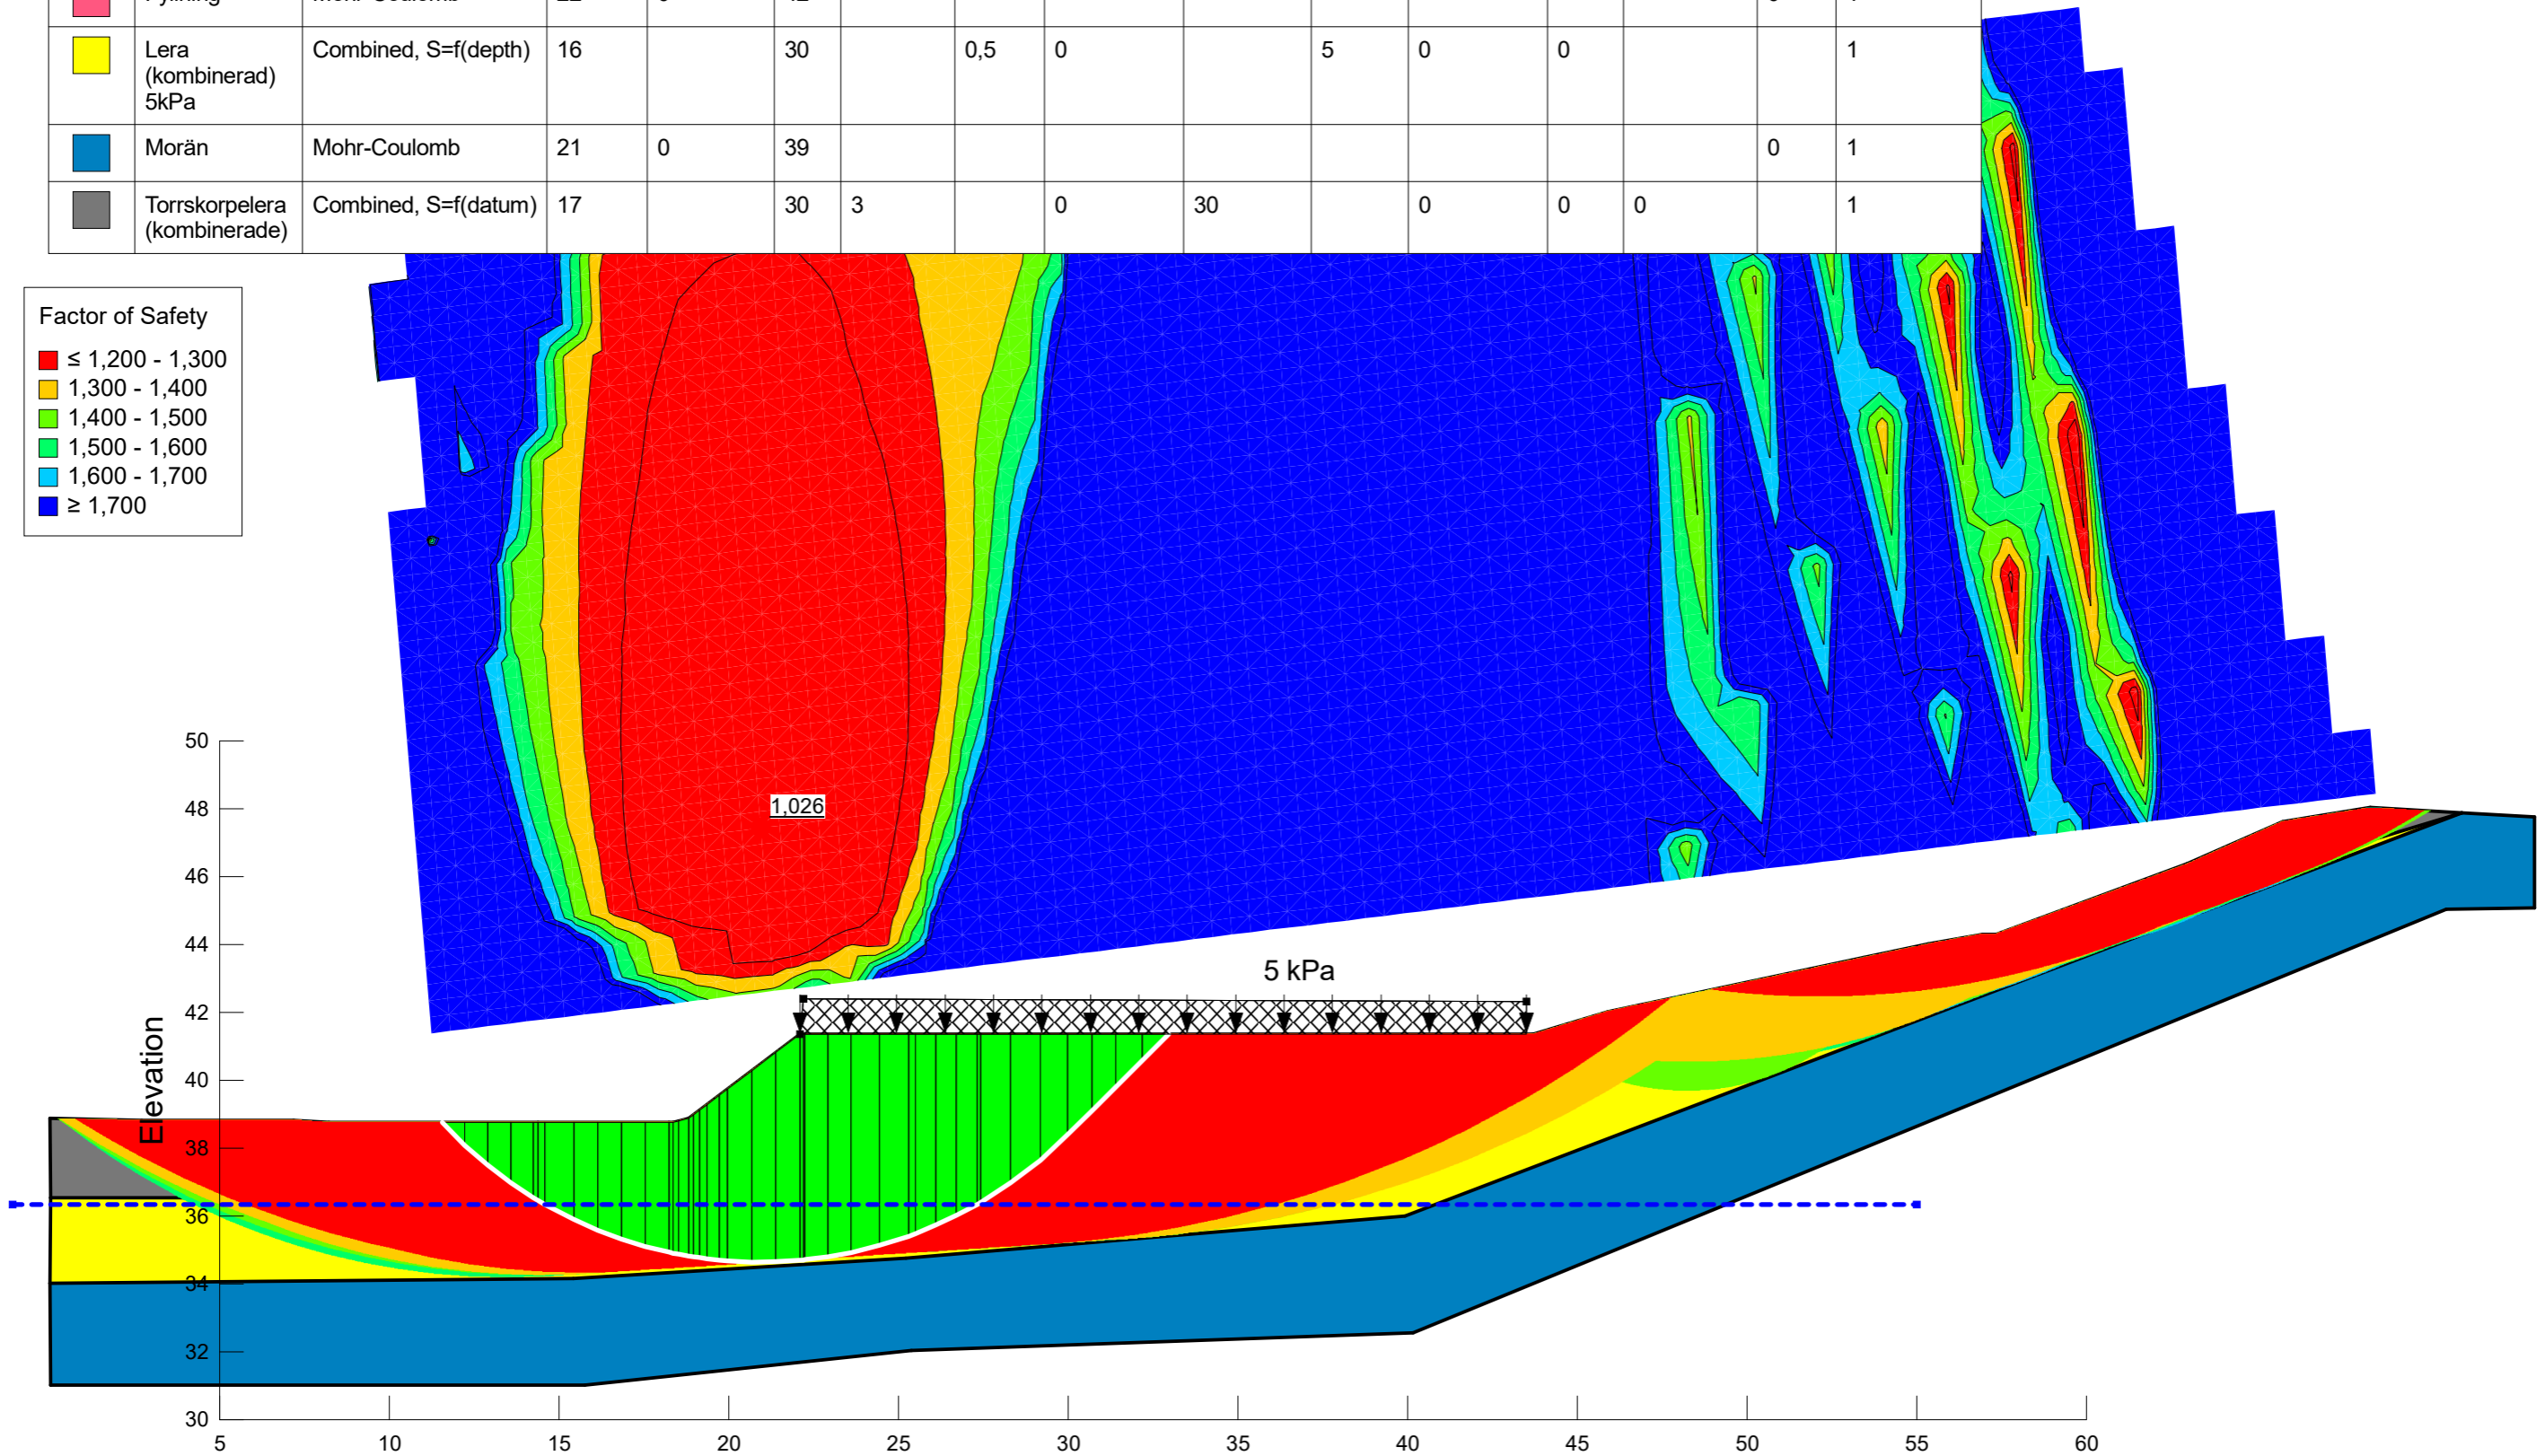 Lera Combined, S=f(depth) 16 30 0,5 0 5 0 0 1
(kombinerad)
5kPa
Morän Mohr-Coulomb 21 0 39 0 1
Torrskorpelera Combined, S=f(datum) 17 30 3 0 30 0 0 0 1
(kombinerade)
Factor of Safety
≤ 1,200 - 1,300
1,300 - 1,400
1,400 - 1,500
1,500 - 1,600
1,600 - 1,700
≥ 1,700
1,026
5 kPa
Elevation
50
48
46
44
42
40
38
36
34
32
30
5 10 15 20 25 30 35 40 45 50 55 60